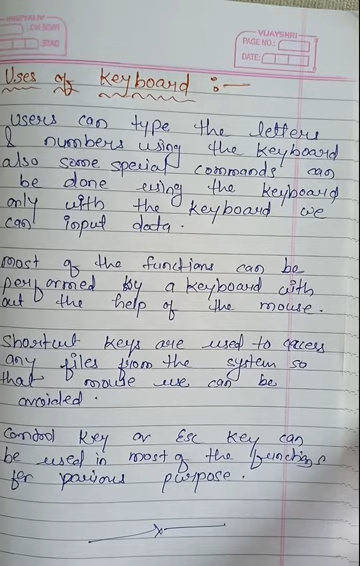 VIJAYSHRI
PAGE NO.:
DATE:
Uses of Keyboard :-
Users can type the letters
& numbers using the keyboard
also some special commands can
be done using the keyboard
only with the keyboard we
can input data.
most of the functions can be
performed by a keyboard with
out the help of the mouse.
Shortcut keys are used to access
any files from the system so
that mouse use can be
avoided.
Control key or Esc key can
be used in most of the functions
for various purpose.